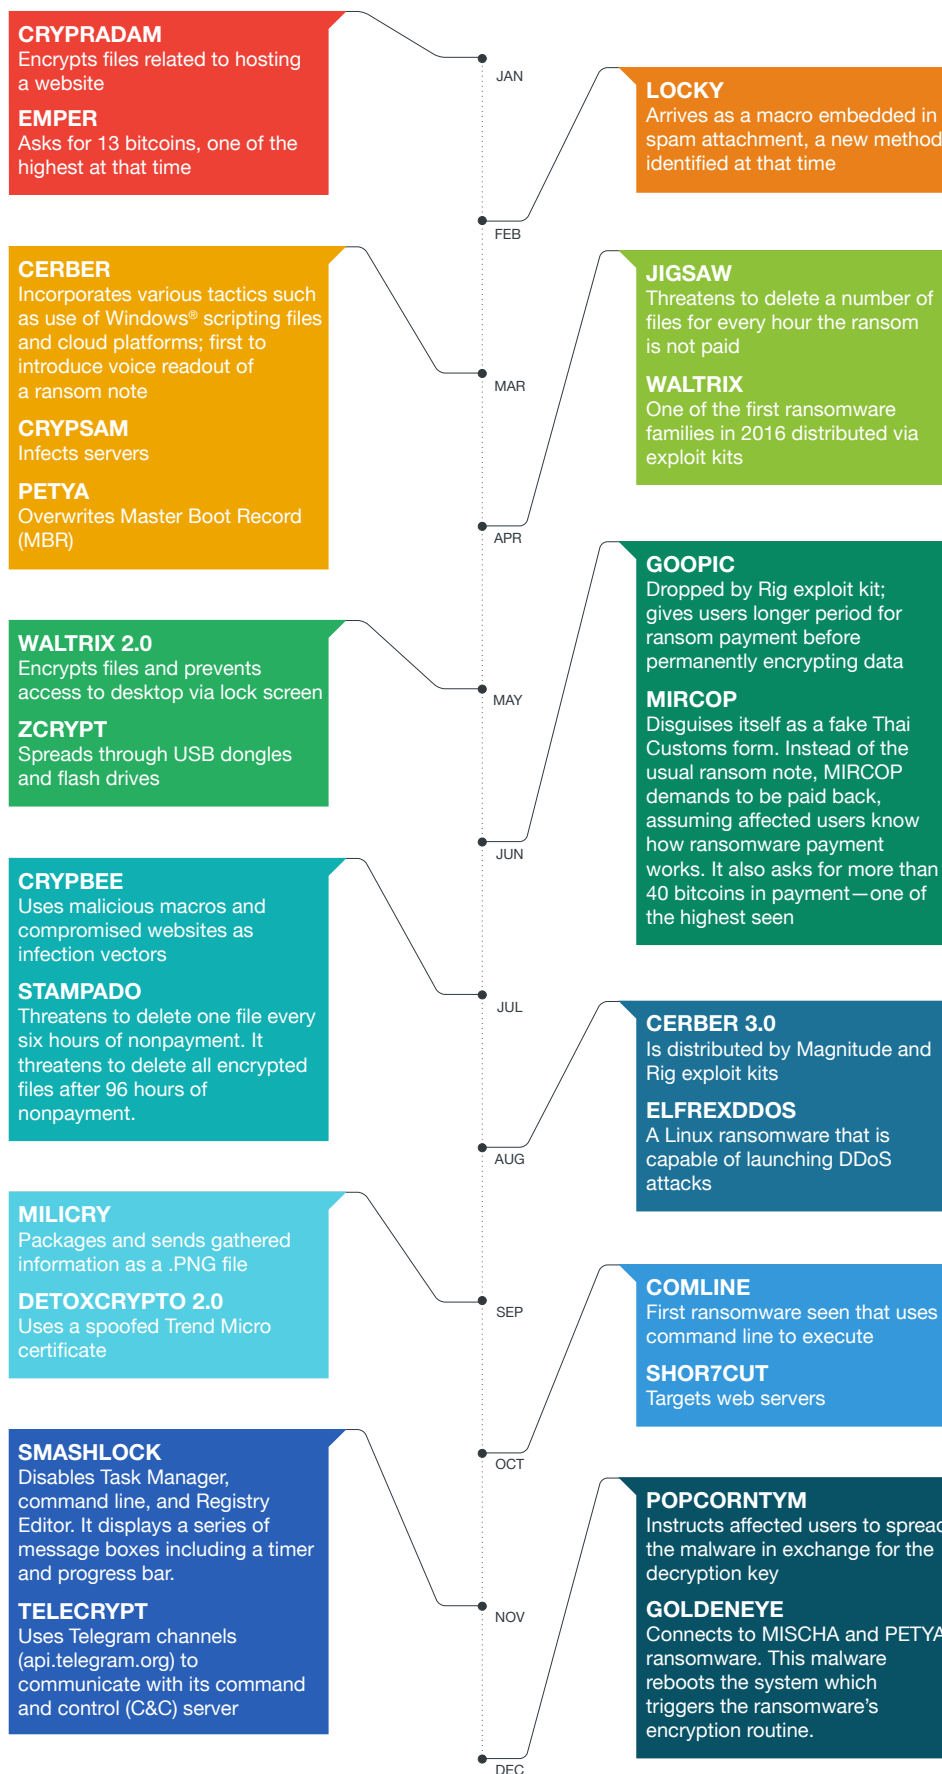 CRYPRADAM
Encrypts files related to hosting
a website
EMPER
Asks for 13 bitcoins, one of the
highest at that time
JAN
LOCKY
Arrives as a macro embedded in
spam attachment, a new method
identified at that time
FEB
CERBER
Incorporates various tactics such
as use of Windows® scripting files
and cloud platforms; first to
introduce voice readout of
a ransom note
CRYPSAM
Infects servers
PETYA
Overwrites Master Boot Record
(MBR)
MAR
JIGSAW
Threatens to delete a number of
files for every hour the ransom
is not paid
WALTRIX
One of the first ransomware
families in 2016 distributed via
exploit kits
APR
WALTRIX 2.0
Encrypts files and prevents
access to desktop via lock screen
ZCRYPT
Spreads through USB dongles
and flash drives
MAY
GOOPIC
Dropped by Rig exploit kit;
gives users longer period for
ransom payment before
permanently encrypting data
MIRCOP
Disguises itself as a fake Thai
Customs form. Instead of the
usual ransom note, MIRCOP
demands to be paid back,
assuming affected users know
how ransomware payment
works. It also asks for more than
40 bitcoins in payment—one of
the highest seen
JUN
CRYPBEE
Uses malicious macros and
compromised websites as
infection vectors
STAMPADO
Threatens to delete one file every
six hours of nonpayment. It
threatens to delete all encrypted
files after 96 hours of
nonpayment.
JUL
CERBER 3.0
Is distributed by Magnitude and
Rig exploit kits
ELFREXDDOS
A Linux ransomware that is
capable of launching DDoS
attacks
AUG
MILICRY
Packages and sends gathered
information as a .PNG file
DETOXCRYPTO 2.0
Uses a spoofed Trend Micro
certificate
SEP
COMLINE
First ransomware seen that uses
command line to execute
SHOR7CUT
Targets web servers
OCT
SMASHLOCK
Disables Task Manager,
command line, and Registry
Editor. It displays a series of
message boxes including a timer
and progress bar.
TELECRYPT
Uses Telegram channels
(api.telegram.org) to
communicate with its command
and control (C&C) server
NOV
POPCORNTYM
Instructs affected users to spread
the malware in exchange for the
decryption key
GOLDENEYE
Connects to MISCHA and PETYA
ransomware. This malware
reboots the system which
triggers the ransomware's
encryption routine.
DEC